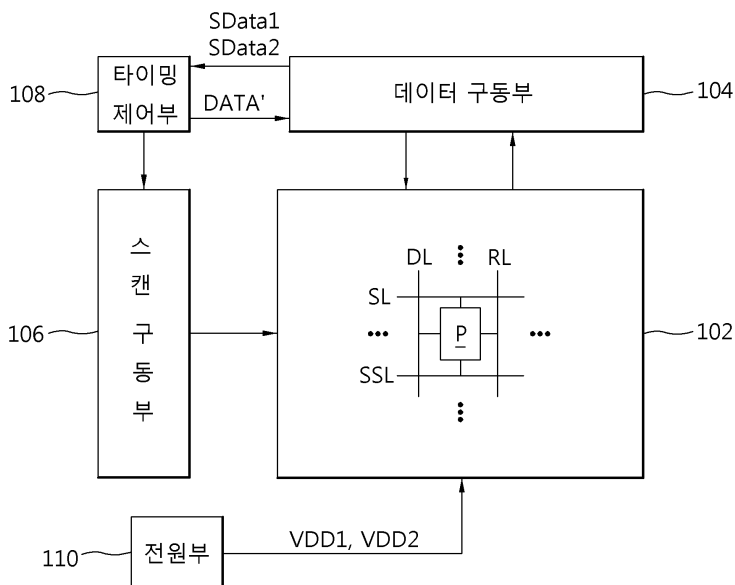 SData1
SData2
타이밍
제어부
108
DATA'
데이터 구동부
104
스
캔
구
동
부
106
DL
RL
SL
P
SSL
102
전원부
110
VDD1, VDD2